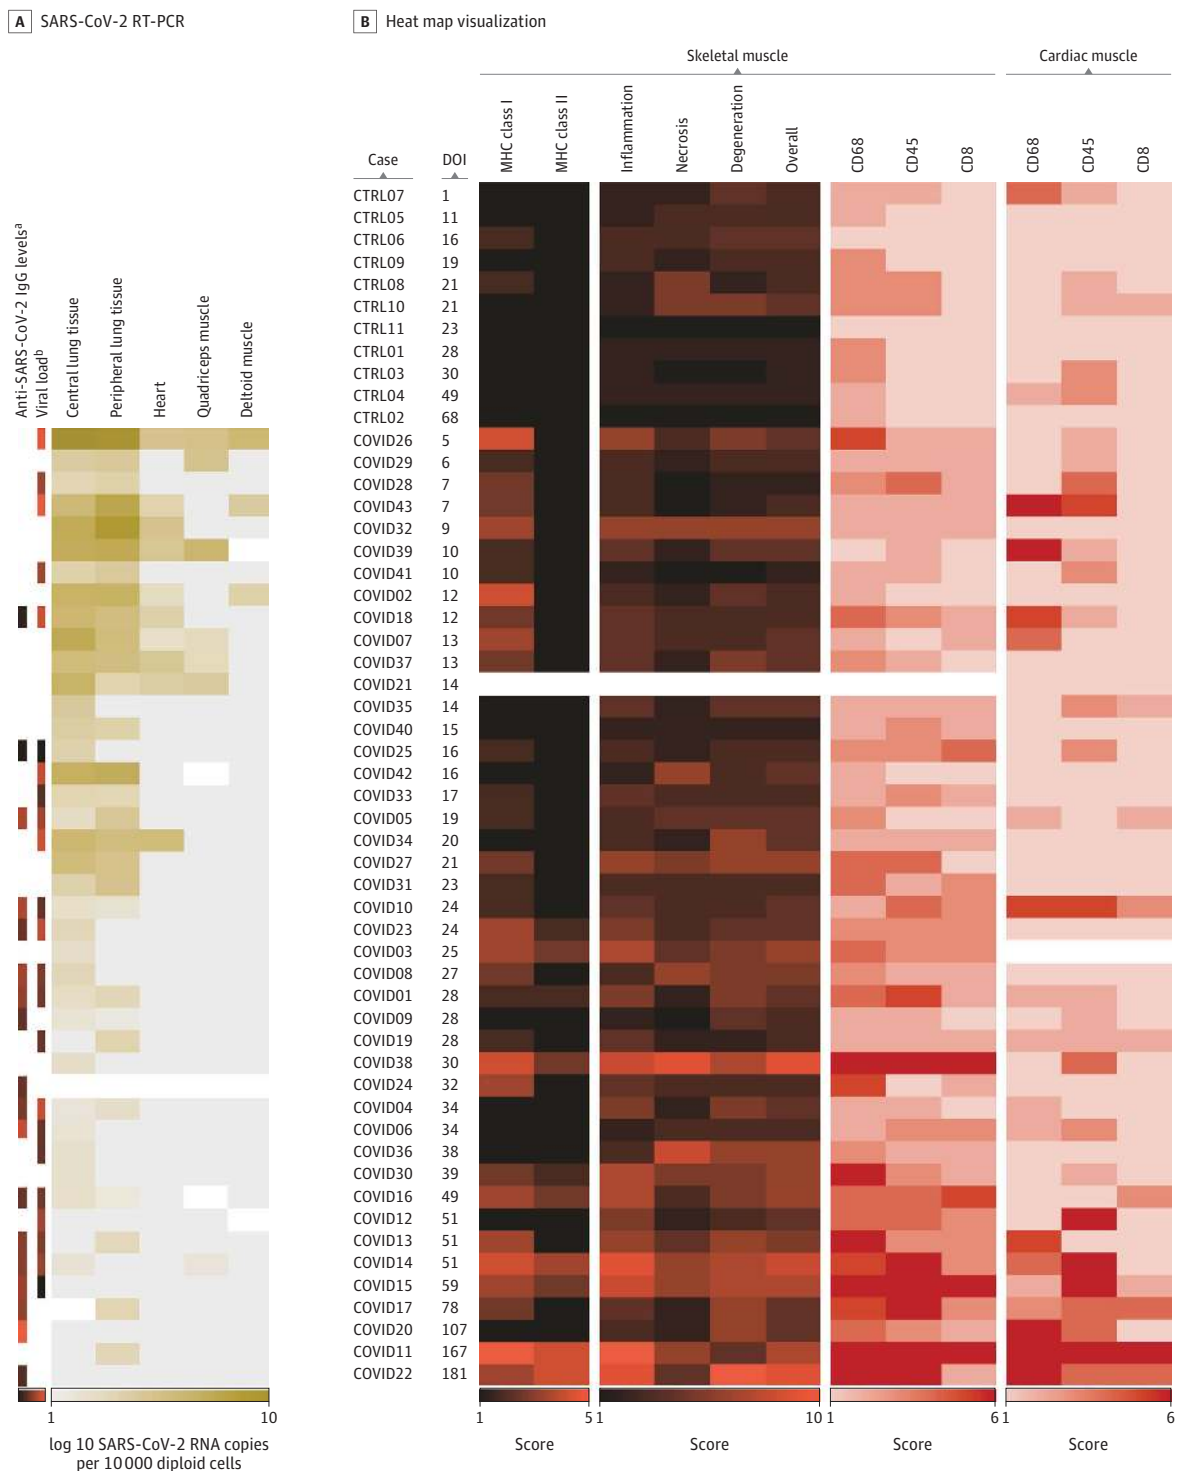 A SARS-CoV-2 RT-PCR
B Heat map visualization
Skeletal muscle
Cardiac muscle
Anti-SARS-CoV-2 IgG levelsa
Viral loadb
Central lung tissue
Peripheral lung tissue
Heart
Quadriceps muscle
Deltoid muscle
Case
DOI
MHC class I
MHC class II
Inflammation
Necrosis
Degeneration
Overall
CD68
CD45
CD8
CD68
CD45
CD8
CTRL07 1
CTRL05 11
CTRL06 16
CTRL09 19
CTRL08 21
CTRL10 21
CTRL11 23
CTRL01 28
CTRL03 30
CTRL04 49
CTRL02 68
COVID26 5
COVID29 6
COVID28 7
COVID43 7
COVID32 9
COVID39 10
COVID41 10
COVID02 12
COVID18 12
COVID07 13
COVID37 13
COVID21 14
COVID35 14
COVID40 15
COVID25 16
COVID42 16
COVID33 17
COVID05 19
COVID34 20
COVID27 21
COVID31 23
COVID10 24
COVID23 24
COVID03 25
COVID08 27
COVID01 28
COVID09 28
COVID19 28
COVID38 30
COVID24 32
COVID04 34
COVID06 34
COVID36 38
COVID30 39
COVID16 49
COVID12 51
COVID13 51
COVID14 51
COVID15 59
COVID17 78
COVID20 107
COVID11 167
COVID22 181
1 10
log 10 SARS-CoV-2 RNA copies
per 10 000 diploid cells
1 5
Score
1 10
Score
1 6
Score
1 6
Score